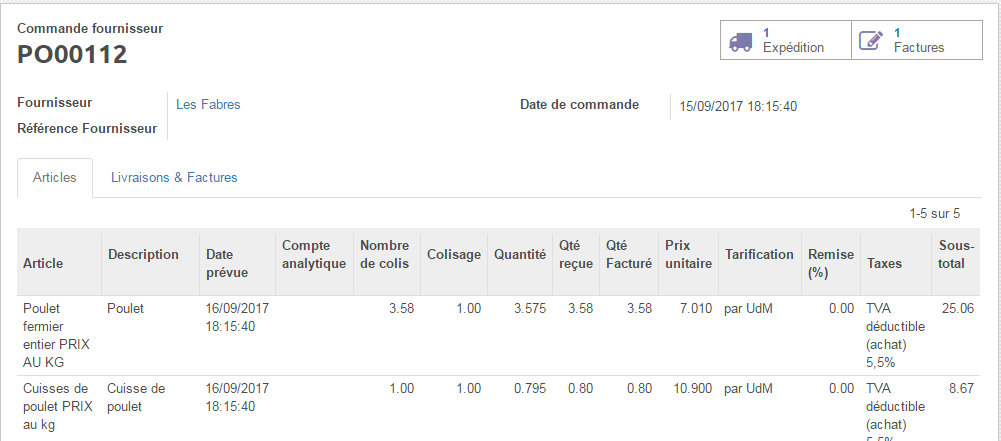 Commande fournisseur
PO00112
1
Expédition
1
Factures
Fournisseur
Les Fabres
Date de commande
15/09/2017 18:15:40
Référence Fournisseur
Articles
Livraisons & Factures
1-5 sur 5
Article
Description
Date
prévue
Compte
analytique
Nombre
de colis
Colisage
Quantité
Qté
reçue
Qté
Facturé
Prix
unitaire
Tarification
Remise
(%)
Taxes
Sous-
total
Poulet
fermier
entier PRIX
AU KG
Poulet
16/09/2017
18:15:40
3.58
1.00
3.575
3.58
3.58
7.010
par UdM
0.00
TVA
déductible
(achat)
5,5%
25.06
Cuisses de
poulet PRIX
au kg
Cuisse de
poulet
16/09/2017
18:15:40
1.00
1.00
0.795
0.80
0.80
10.900
par UdM
0.00
TVA
déductible
(achat)
5,5%
8.67